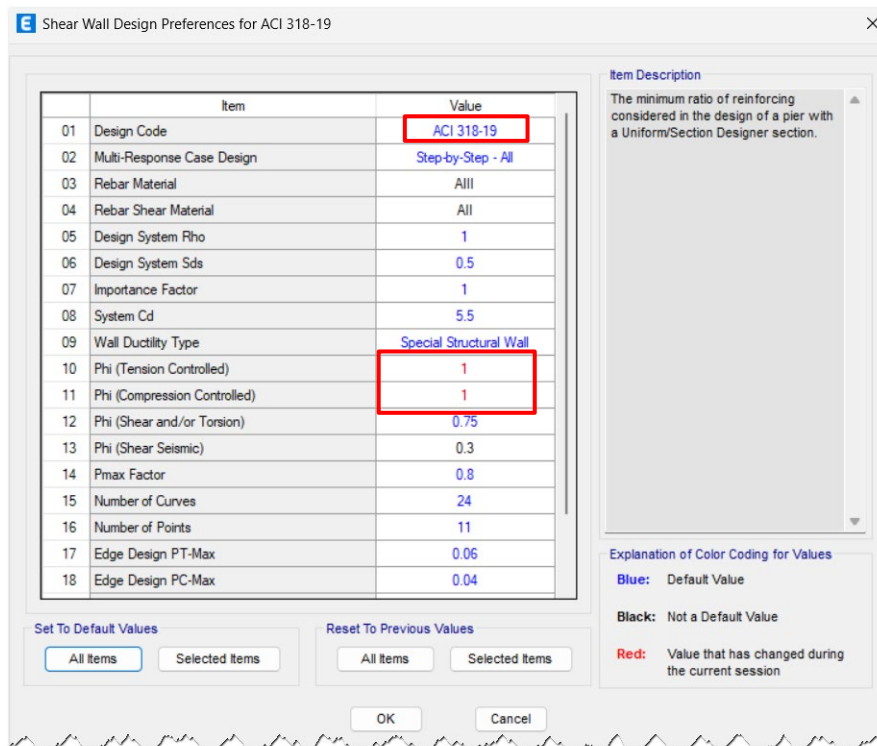 E Shear Wall Design Preferences for ACI 318-19
Item Value
01 Design Code ACI 318-19
02 Multi-Response Case Design Step-by-Step - All
03 Rebar Material AIII
04 Rebar Shear Material AII
05 Design System Rho 1
06 Design System Sds 0.5
07 Importance Factor 1
08 System Cd 5.5
09 Wall Ductility Type Special Structural Wall
10 Phi (Tension Controlled) 1
11 Phi (Compression Controlled) 1
12 Phi (Shear and/or Torsion) 0.75
13 Phi (Shear Seismic) 0.3
14 Pmax Factor 0.8
15 Number of Curves 24
16 Number of Points 11
17 Edge Design PT-Max 0.06
18 Edge Design PC-Max 0.04
Item Description
The minimum ratio of reinforcing
considered in the design of a pier with
a Uniform/Section Designer section.
Explanation of Color Coding for Values
Blue: Default Value
Black: Not a Default Value
Red: Value that has changed during
the current session
Set To Default Values
All Items Selected Items
Reset To Previous Values
All Items Selected Items
OK Cancel